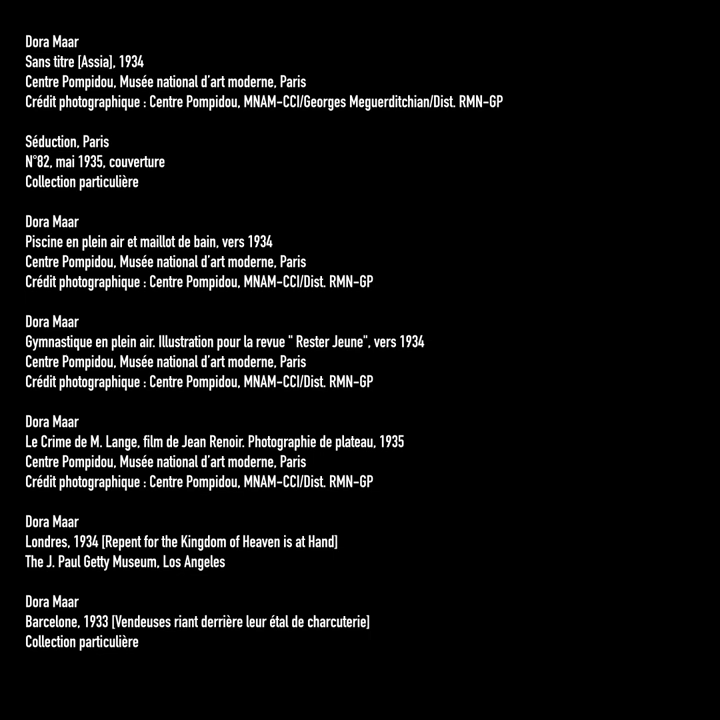 Dora Maar
Sans titre [Assia], 1934
Centre Pompidou, Musée national d'art moderne, Paris
Crédit photographique : Centre Pompidou, MNAM-CCI/Georges Meguerditchian/Dist. RMN-GP
Séduction, Paris
N°82, mai 1935, couverture
Collection particulière
Dora Maar
Piscine en plein air et maillot de bain, vers 1934
Centre Pompidou, Musée national d'art moderne, Paris
Crédit photographique : Centre Pompidou, MNAM-CCI/Dist. RMN-GP
Dora Maar
Gymnastique en plein air. Illustration pour la revue " Rester Jeune", vers 1934
Centre Pompidou, Musée national d'art moderne, Paris
Crédit photographique : Centre Pompidou, MNAM-CCI/Dist. RMN-GP
Dora Maar
Le Crime de M. Lange, film de Jean Renoir. Photographie de plateau, 1935
Centre Pompidou, Musée national d'art moderne, Paris
Crédit photographique : Centre Pompidou, MNAM-CCI/Dist. RMN-GP
Dora Maar
Londres, 1934 [Repent for the Kingdom of Heaven is at Hand]
The J. Paul Getty Museum, Los Angeles
Dora Maar
Barcelone, 1933 [Vendeuses riant derrière leur étal de charcuterie]
Collection particulière